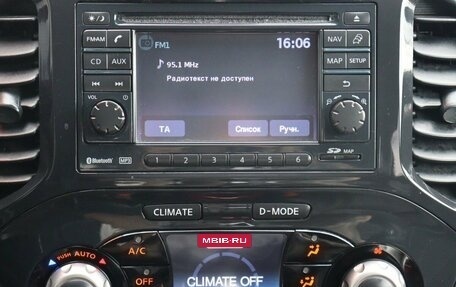 FM·AM
NAV
FM1
16:06
CD
AUX
MAP
SETUP
95.1 MHz
Радиотекст не доступен
VOL
TA
Список
Ручн.
Bluetooth
MP3
1 2 3 4 5 6
SD
MAP
CLIMATE
D-MODE
MBIB·RU
PUSH
AUTO
A/C
OFF
CLIMATE OFF